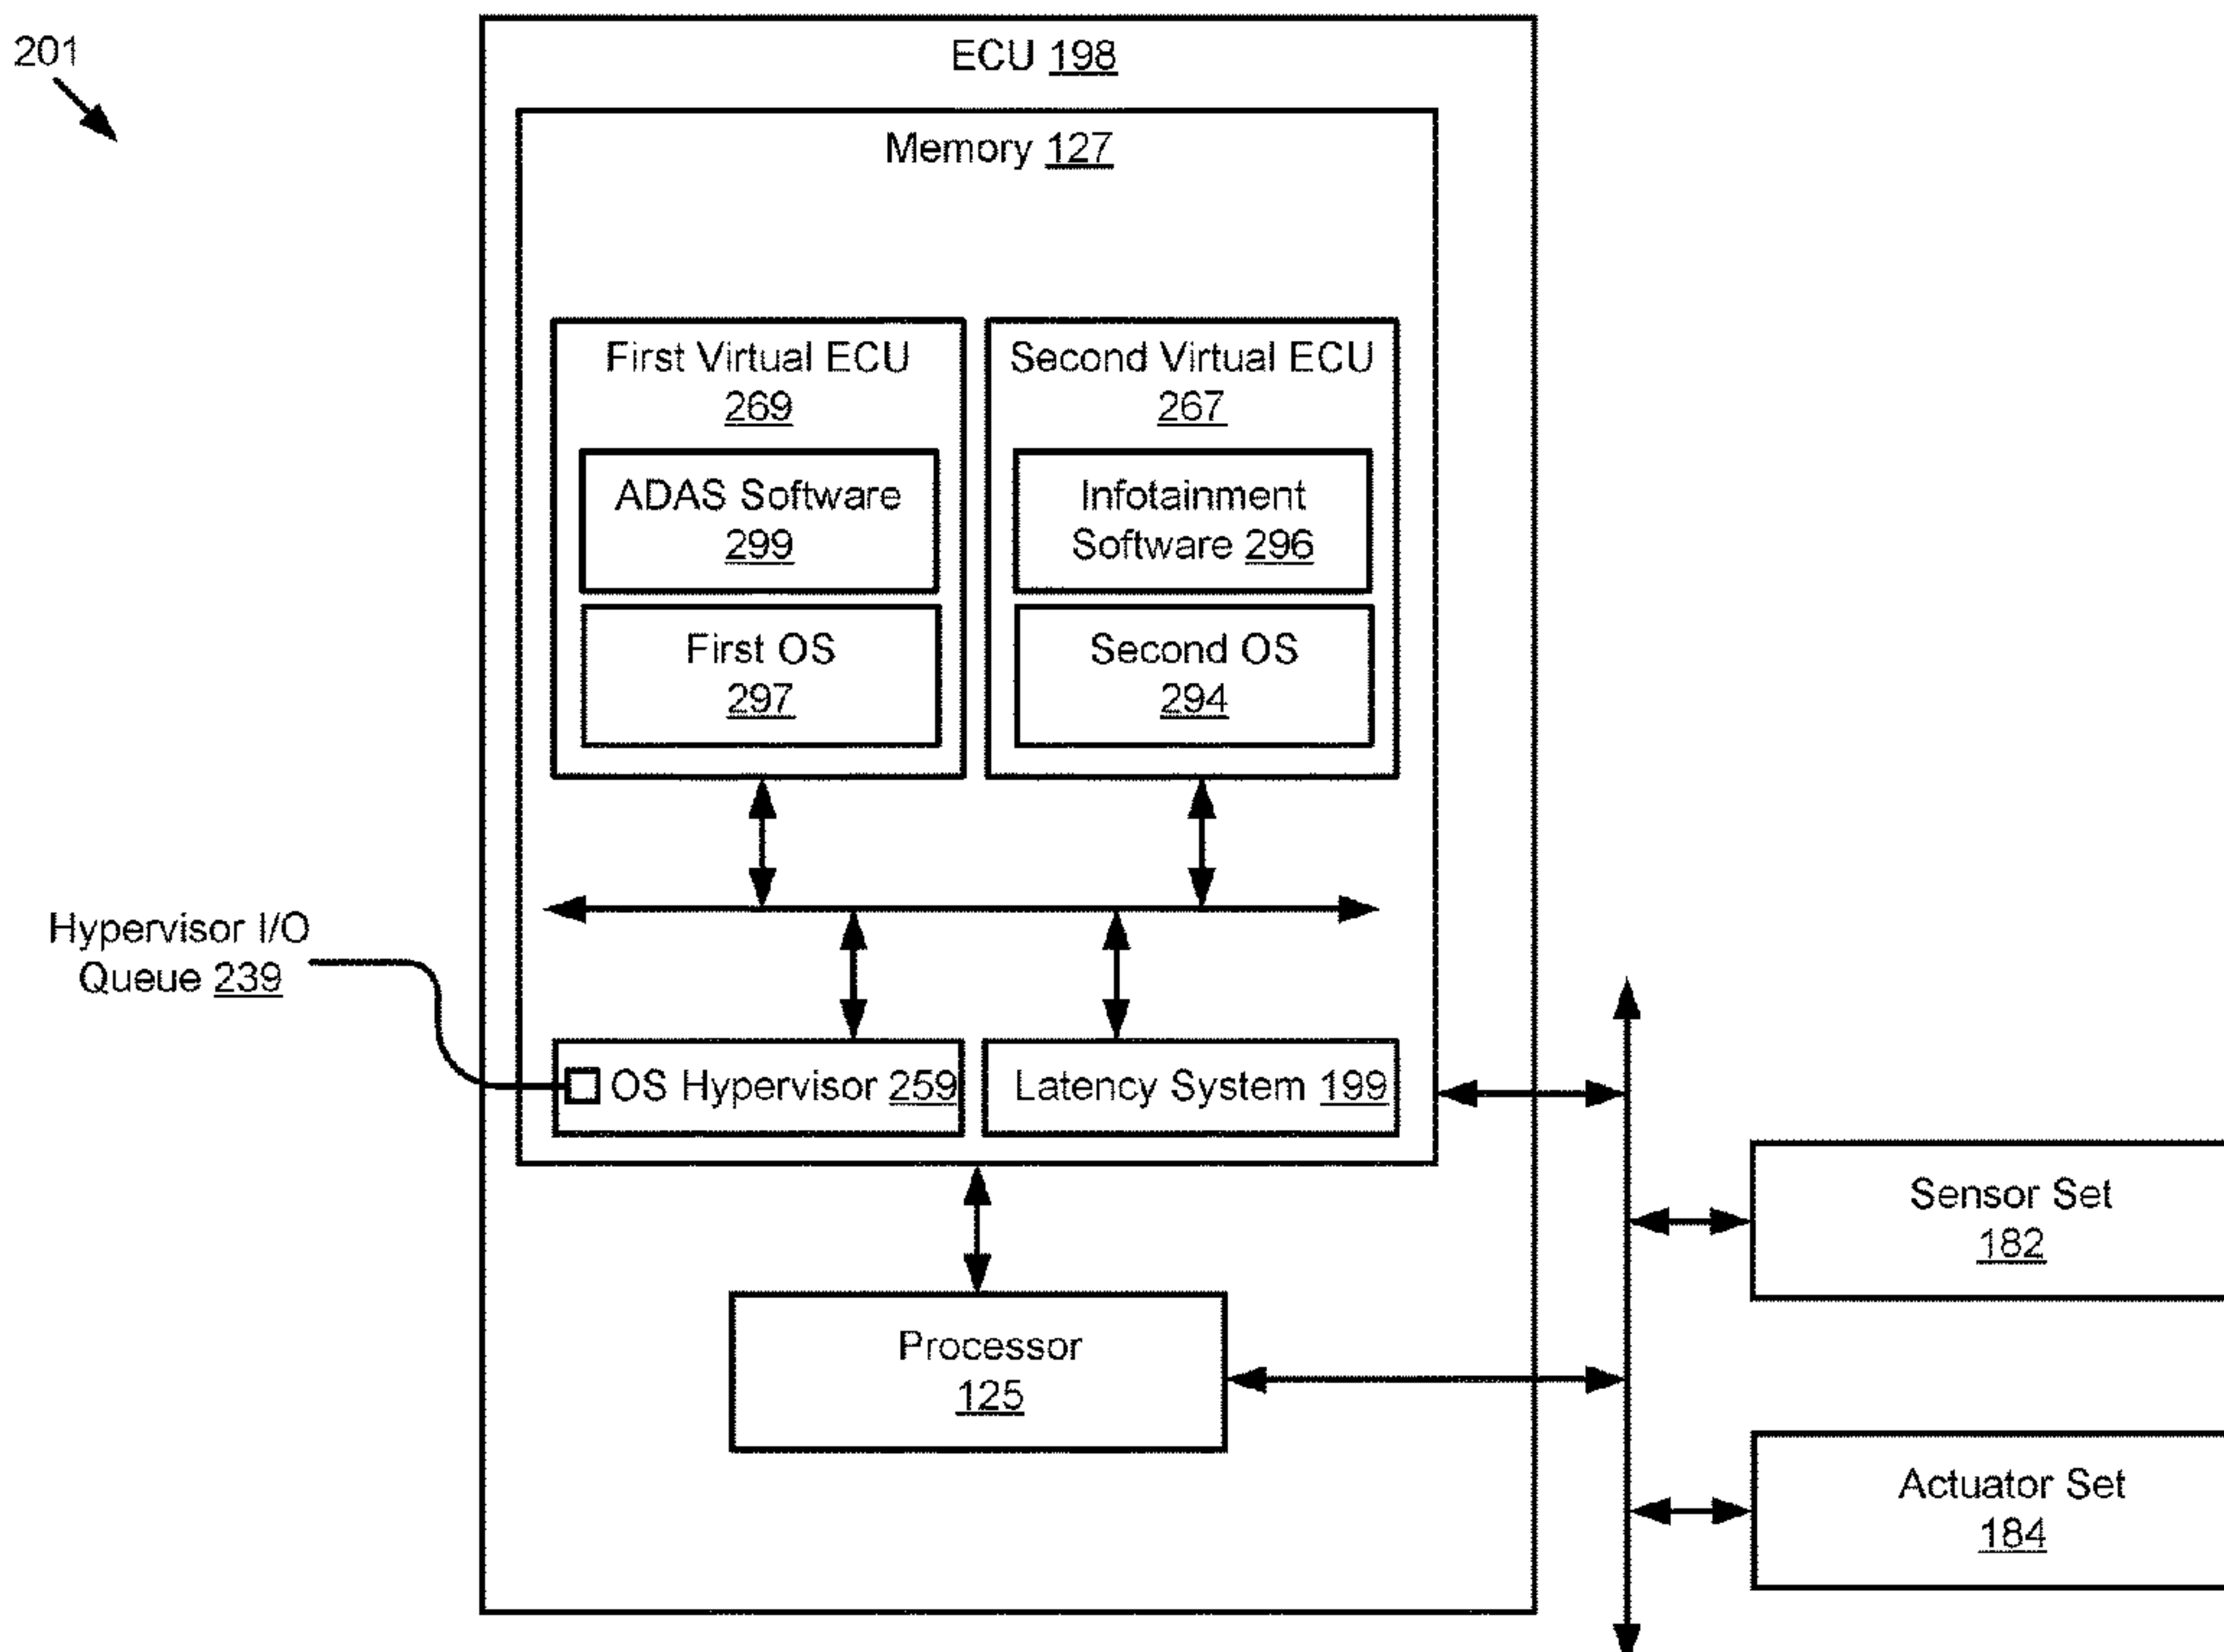 201
ECU 198
Memory 127
First Virtual ECU
269
ADAS Software
299
First OS
297
Second Virtual ECU
267
Infotainment
Software 296
Second OS
294
Hypervisor I/O
Queue 239
OS Hypervisor 259
Latency System 199
Sensor Set
182
Processor
125
Actuator Set
184